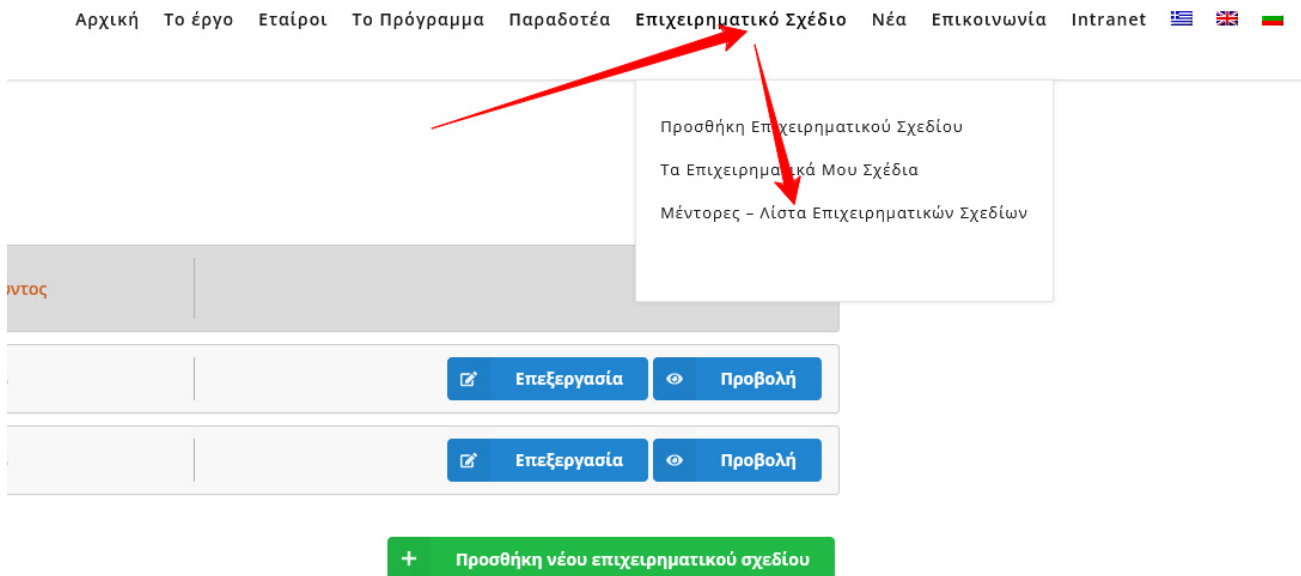 Αρχική Το έργο Εταίροι Το Πρόγραμμα Παραδοτέα Επιχειρηματικό Σχέδιο Νέα Επικοινωνία Intranet
Προσθήκη Επιχειρηματικού Σχεδίου
Τα Επιχειρηματικά Μου Σχέδια
Μέντορες – Λίστα Επιχειρηματικών Σχεδίων
Επεξεργασία Προβολή
Επεξεργασία Προβολή
+ Προσθήκη νέου επιχειρηματικού σχεδίου